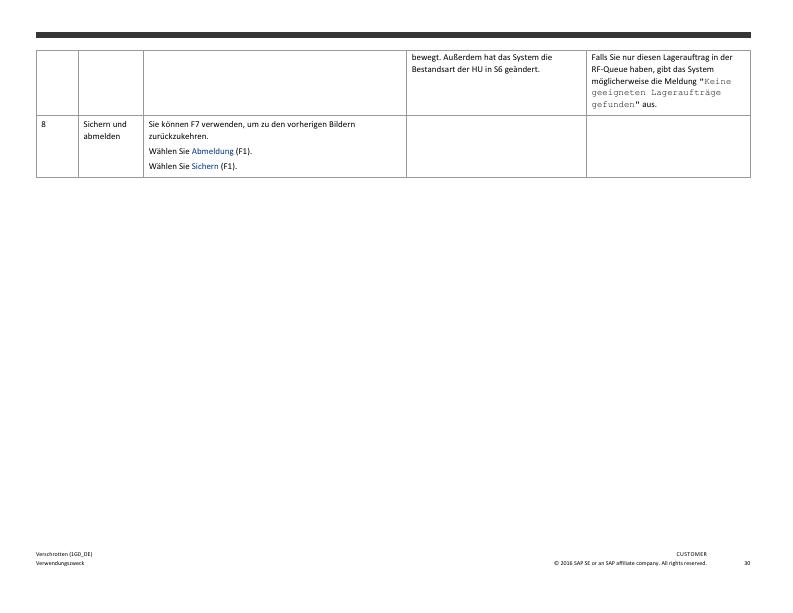 bewegt. Außerdem hat das System die
Bestandsart der HU in S6 geändert.
Falls Sie nur diesen Lagerauftrag in der
RF-Queue haben, gibt das System
möglicherweise die Meldung "Keine
geeigneten Lageraufträge
gefunden" aus.
8
Sichern und
abmelden
Sie können F7 verwenden, um zu den vorherigen Bildern
zurückzukehren.
Wählen Sie Abmeldung (F1).
Wählen Sie Sichern (F1).
Verschrotten (1G0_DE)
Verwendungszweck
CUSTOMER
© 2016 SAP SE or an SAP affiliate company. All rights reserved.
30